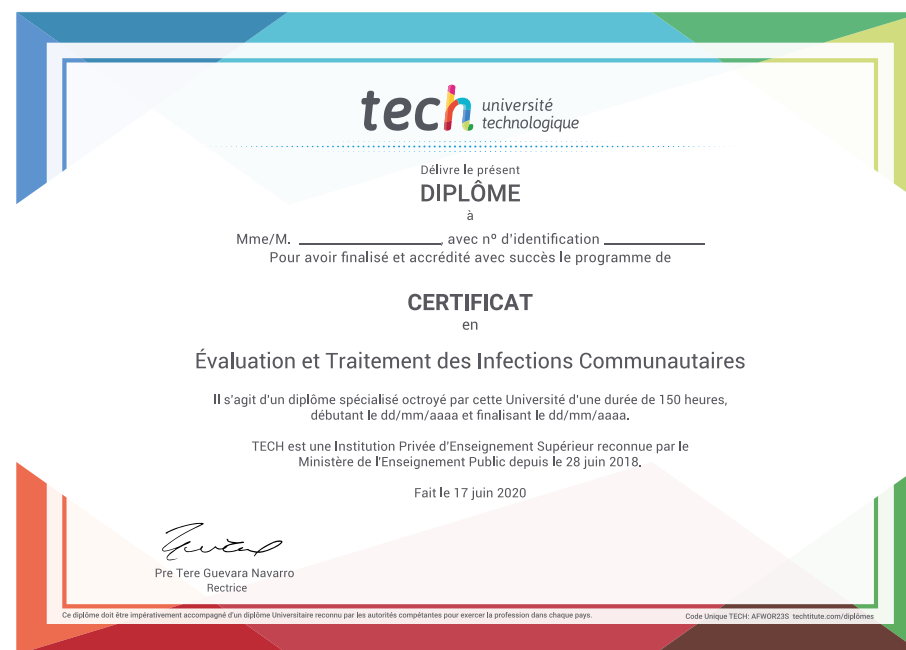 tech université
technologique
Délivre le présent
DIPLÔME
à
Mme/M. ____________________, avec nº d'identification ______________
Pour avoir finalisé et accrédité avec succès le programme de
CERTIFICAT
en
Évaluation et Traitement des Infections Communautaires
Il s'agit d'un diplôme spécialisé octroyé par cette Université d'une durée de 150 heures,
débutant le dd/mm/aaaa et finalisant le dd/mm/aaaa.
TECH est une Institution Privée d'Enseignement Supérieur reconnue par le
Ministère de l'Enseignement Public depuis le 28 juin 2018.
Fait le 17 juin 2020
Pre Tere Guevara Navarro
Rectrice
Ce diplôme doit être impérativement accompagné d'un diplôme Universitaire reconnu par les autorités compétentes pour exercer la profession dans chaque pays.
Code Unique TECH: AFWOR23S techtitute.com/diplômes